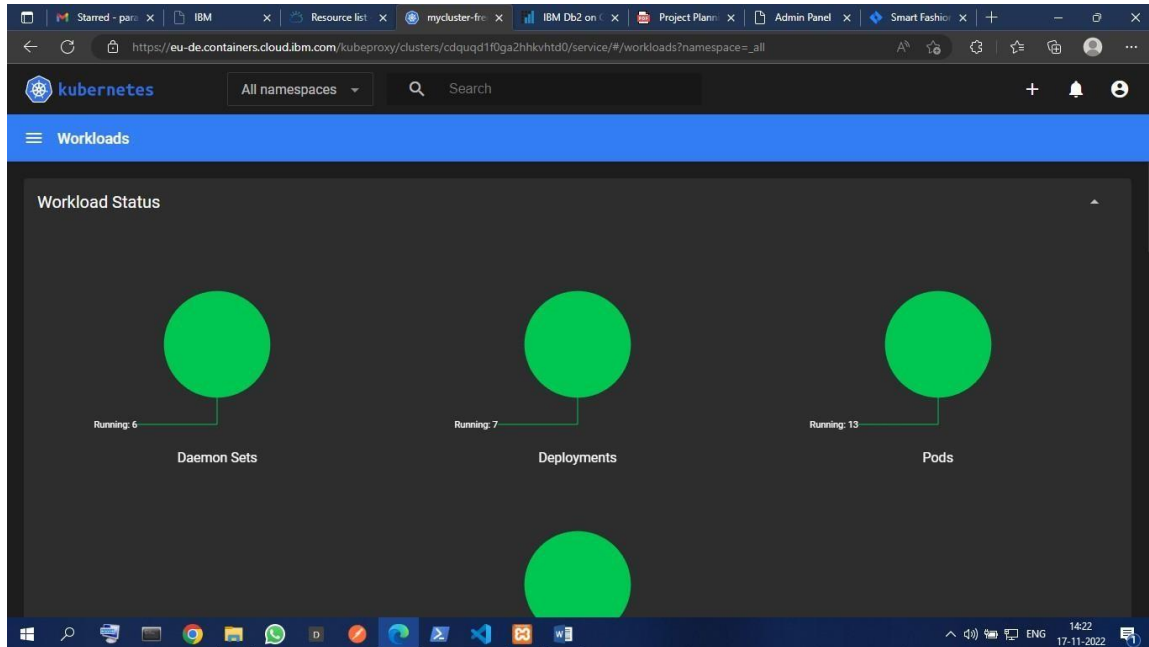 Starred - para
IBM
Resource list
mycluster-free
IBM Db2 on C
Project Planni
Admin Panel
Smart Fashion
https://eu-de.containers.cloud.ibm.com/kubeproxy/clusters/cdquqd1f0ga2hhkvhtd0/service/#/workloads?namespace=_all
kubernetes
All namespaces
Search
Workloads
Workload Status
Running: 6
Running: 7
Running: 13
Daemon Sets
Deployments
Pods
ENG
14:22
17-11-2022